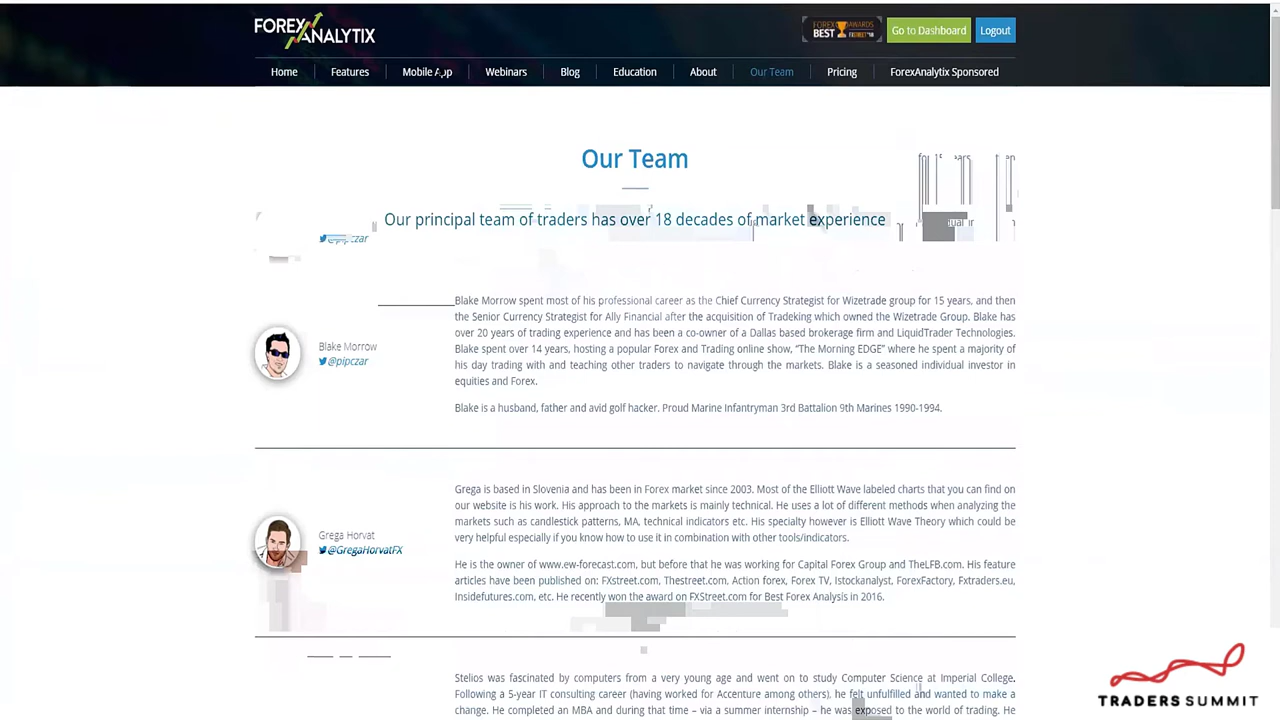 FOREX ANALYTIX
FOREX AWARDS
BEST
Go to Dashboard
Logout
Home
Features
Mobile App
Webinars
Blog
Education
About
Our Team
Pricing
ForexAnalytix Sponsored
Our Team
Our principal team of traders has over 18 decades of market experience
@pipczar
Blake Morrow
@pipczar
Blake Morrow spent most of his professional career as the Chief Currency Strategist for Wizetrade group for 15 years, and then
the Senior Currency Strategist for Ally Financial after the acquisition of Tradeking which owned the Wizetrade Group. Blake has
over 20 years of trading experience and has been a co-owner of a Dallas based brokerage firm and LiquidTrader Technologies.
Blake spent over 14 years, hosting a popular Forex and Trading online show, “The Morning EDGE” where he spent a majority of
his day trading with and teaching other traders to navigate through the markets. Blake is a seasoned individual investor in
equities and Forex.
Blake is a husband, father and avid golf hacker. Proud Marine Infantryman 3rd Battalion 9th Marines 1990-1994.
Grega Horvat
@GregaHorvatFX
Grega is based in Slovenia and has been in Forex market since 2003. Most of the Elliott Wave labeled charts that you can find on
our website is his work. His approach to the markets is mainly technical. He uses a lot of different methods when analyzing the
markets such as candlestick patterns, MA, technical indicators etc. His specialty however is Elliott Wave Theory which could be
very helpful especially if you know how to use it in combination with other tools/indicators.
He is the owner of www.ew-forecast.com, but before that he was working for Capital Forex Group and TheLFB.com. His feature
articles have been published on: FXstreet.com, Thestreet.com, Action forex, Forex TV, Istockanalyst, ForexFactory, Fxtraders.eu,
Insidefutures.com, etc. He recently won the award on FXStreet.com for Best Forex Analysis in 2016.
Stelios was fascinated by computers from a very young age and went on to study Computer Science at Imperial College.
Following a 5-year IT consulting career (having worked for Accenture among others), he felt unfulfilled and wanted to make a
change. He completed an MBA and during that time – via a summer internship – he was exposed to the world of trading. He
TRADERS SUMMIT